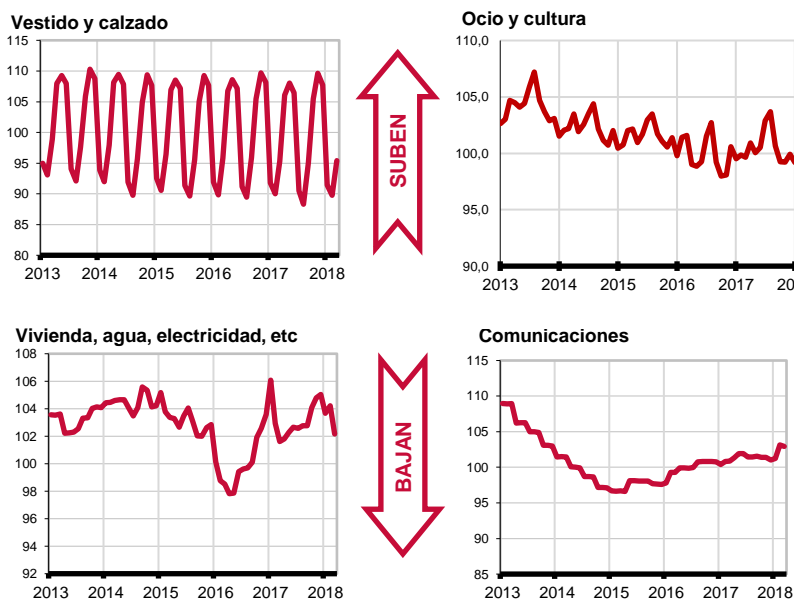 Vestido y calzado
115
110
105
100
95
90
85
80
2013 2014 2015 2016 2017 2018
SUBEN
Ocio y cultura
110,0
105,0
100,0
95,0
90,0
2013 2014 2015 2016 2017 20
Vivienda, agua, electricidad, etc
108
106
104
102
100
98
96
94
92
2013 2014 2015 2016 2017 2018
BAJAN
Comunicaciones
115
110
105
100
95
90
85
2013 2014 2015 2016 2017 2018